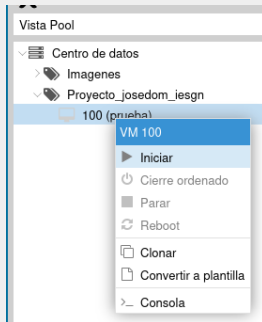 Vista Pool
Centro de datos
Imagenes
Proyecto_josedom_iesgn
100 (prueba)
VM 100
Iniciar
Cierre ordenado
Parar
Reboot
Clonar
Convertir a plantilla
Consola